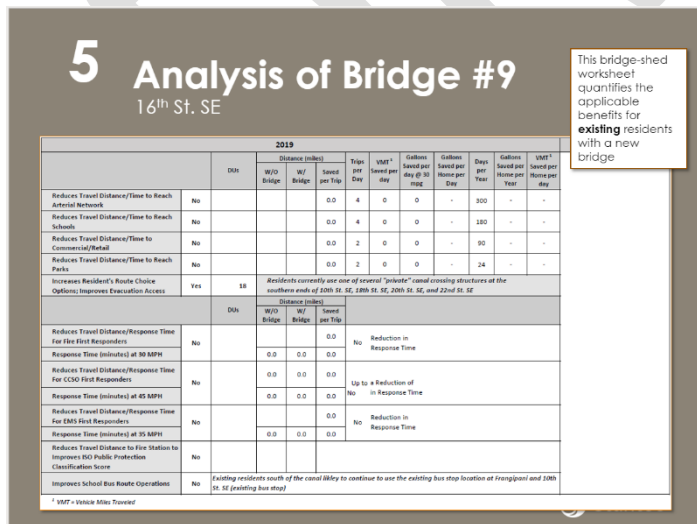 5
Analysis of Bridge #9
16th St. SE
This bridge-shed
worksheet
quantifies the
applicable
benefits for
existing residents
with a new
bridge
2019
DUs
Distance (miles)
W/O Bridge
W/ Bridge
Saved per Trip
Trips per Day
VMT ¹ Saved per day
Gallons Saved per day @ 30 mpg
Gallons Saved per Home per Day
Days per Year
Gallons Saved per Home per Year
VMT ¹ Saved per Home per day
Reduces Travel Distance/Time to Reach Arterial Network No 0.0 4 0 0 - 300 - -
Reduces Travel Distance/Time to Reach Schools No 0.0 4 0 0 - 180 - -
Reduces Travel Distance/Time to Commercial/Retail No 0.0 2 0 0 - 90 - -
Reduces Travel Distance/Time to Reach Parks No 0.0 2 0 0 - 24 - -
Increases Resident's Route Choice Options; Improves Evacuation Access Yes 18 Residents currently use one of several "private" canal crossing structures at the southern ends of 10th St. SE, 18th St. SE, 20th St. SE, and 22nd St. SE
DUs
Distance (miles)
W/O Bridge
W/ Bridge
Saved per Trip
Reduces Travel Distance/Response Time For Fire First Responders No 0.0 No Reduction in Response Time
Response Time (minutes) at 30 MPH 0.0 0.0 0.0
Reduces Travel Distance/Response Time For CCSO First Responders No 0.0 0.0 0.0 Up to a Reduction of
Response Time (minutes) at 45 MPH 0.0 0.0 0.0 No in Response Time
Reduces Travel Distance/Response Time For EMS First Responders No 0.0 No Reduction in Response Time
Response Time (minutes) at 35 MPH 0.0 0.0 0.0
Reduces Travel Distance to Fire Station to Improves ISO Public Protection Classification Score No
Improves School Bus Route Operations No Existing residents south of the canal likley to continue to use the existing bus stop location at Frangipani and 10th St. SE (existing bus stop)
¹ VMT = Vehicle Miles Traveled